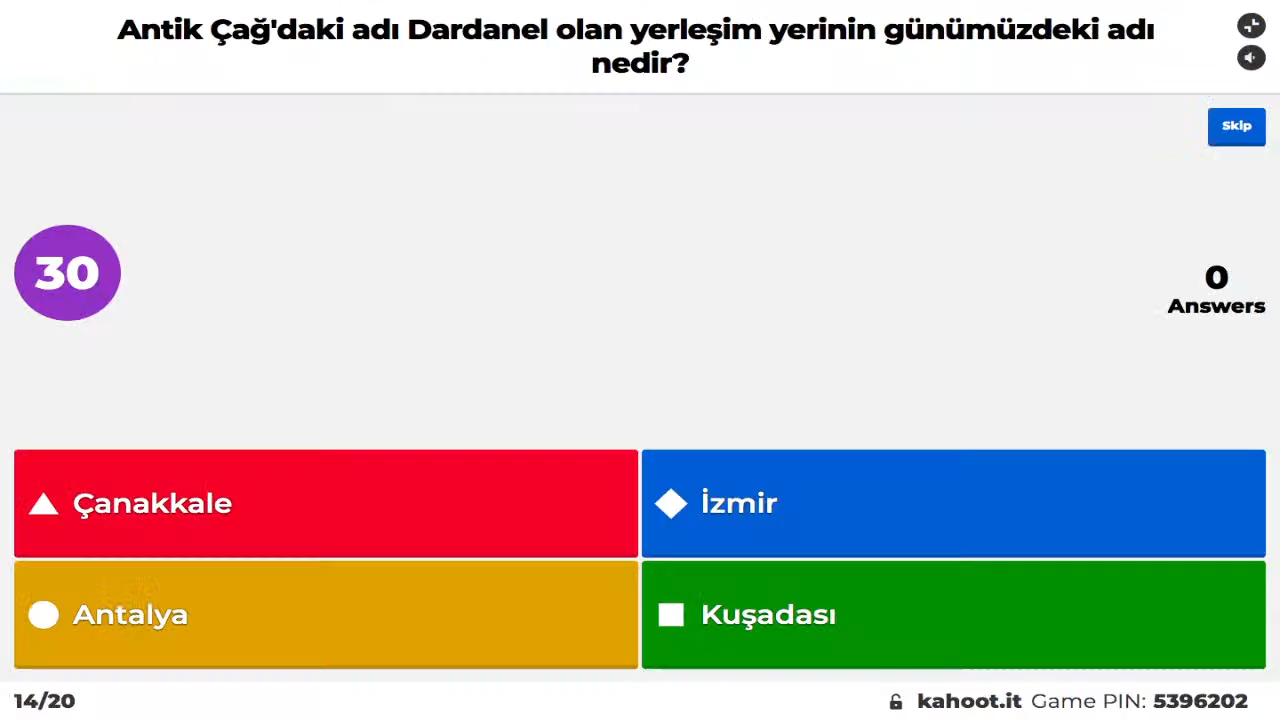 Antik Çağ'daki adı Dardanel olan yerleşim yerinin günümüzdeki adı
nedir?
Skip
30
0
Answers
Çanakkale
İzmir
Antalya
Kuşadası
14/20
kahoot.it Game PIN: 5396202